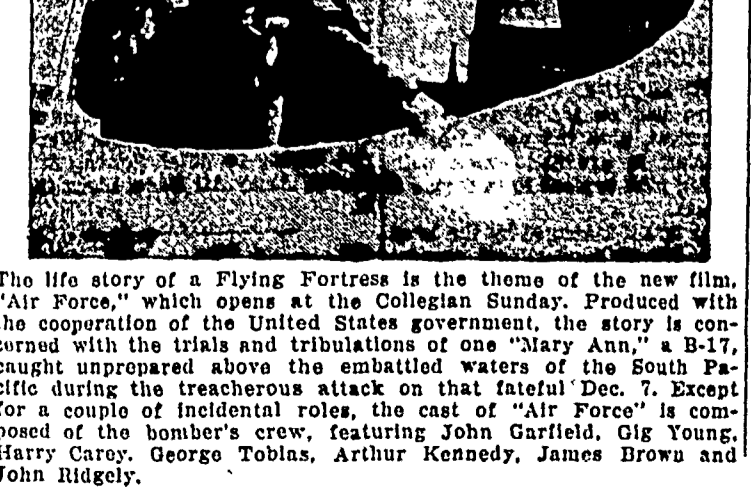 The life story of a Flying Fortress is the theme of the new film,
"Air Force," which opens at the Collegian Sunday. Produced with
the cooperation of the United States government, the story is con-
cerned with the trials and tribulations of one "Mary Ann," a B-17,
caught unprepared above the embattled waters of the South Pa-
cific during the treacherous attack on that fateful Dec. 7. Except
for a couple of incidental roles, the cast of "Air Force" is com-
posed of the bomber's crew, featuring John Garfield, Gig Young,
Harry Carey, George Tobias, Arthur Kennedy, James Brown and
John Ridgely.